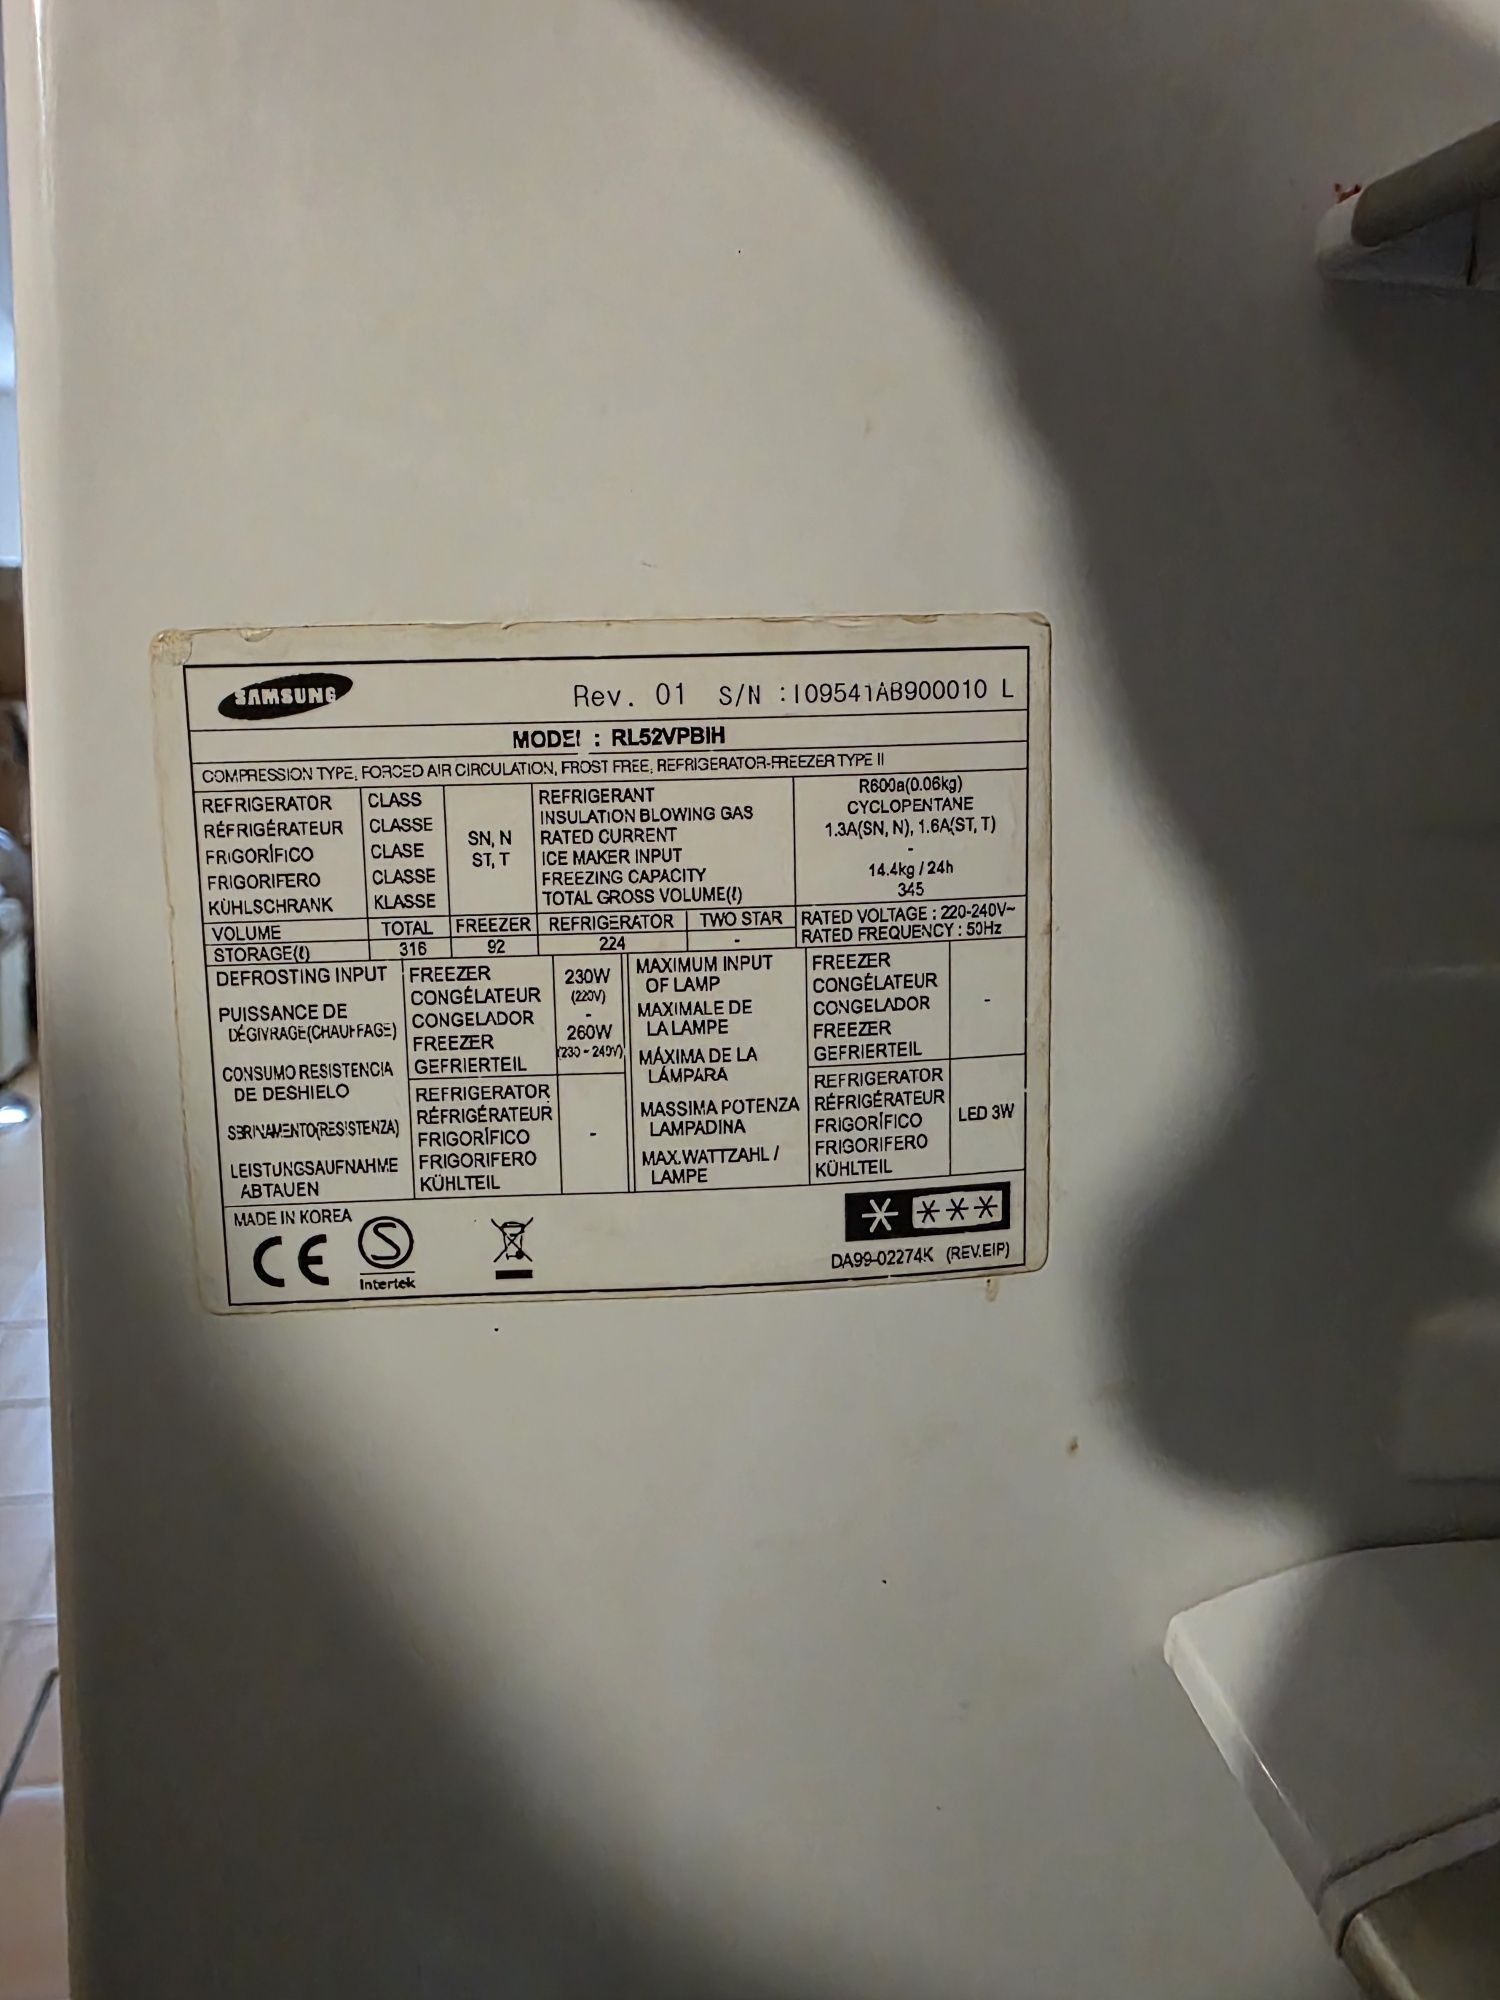 SAMSUNG Rev. 01 S/N :I09541AB900010 L
MODEL : RL52VPBIH
COMPRESSION TYPE, FORCED AIR CIRCULATION, FROST FREE, REFRIGERATOR-FREEZER TYPE II
REFRIGERATOR CLASS
RÉFRIGÉRATEUR CLASSE
FRIGORÍFICO CLASE
FRIGORIFERO CLASSE
KÜHLSCHRANK KLASSE
SN, N
ST, T
REFRIGERANT R600a(0.06kg)
INSULATION BLOWING GAS CYCLOPENTANE
RATED CURRENT 1.3A(SN, N), 1.6A(ST, T)
ICE MAKER INPUT -
FREEZING CAPACITY 14.4kg / 24h
TOTAL GROSS VOLUME(ℓ) 345
VOLUME TOTAL FREEZER REFRIGERATOR TWO STAR
STORAGE(ℓ) 316 92 224 -
RATED VOLTAGE : 220-240V~
RATED FREQUENCY : 50Hz
DEFROSTING INPUT
PUISSANCE DE
DÉGIVRAGE(CHAUFFAGE)
CONSUMO RESISTENCIA
DE DESHIELO
SBRINAMENTO(RESISTENZA)
LEISTUNGSAUFNAHME
ABTAUEN
FREEZER
CONGÉLATEUR
CONGELADOR
FREEZER
GEFRIERTEIL
230W
(220V)
-
260W
(230 ~ 240V)
REFRIGERATOR
RÉFRIGÉRATEUR
FRIGORÍFICO
FRIGORIFERO
KÜHLTEIL
-
MAXIMUM INPUT
OF LAMP
MAXIMALE DE
LA LAMPE
MÁXIMA DE LA
LÁMPARA
MASSIMA POTENZA
LAMPADINA
MAX.WATTZAHL /
LAMPE
FREEZER
CONGÉLATEUR
CONGELADOR
FREEZER
GEFRIERTEIL
-
REFRIGERATOR
RÉFRIGÉRATEUR
FRIGORÍFICO
FRIGORIFERO
KÜHLTEIL
LED 3W
MADE IN KOREA
CE S
Intertek
DA99-02274K (REV.EIP)